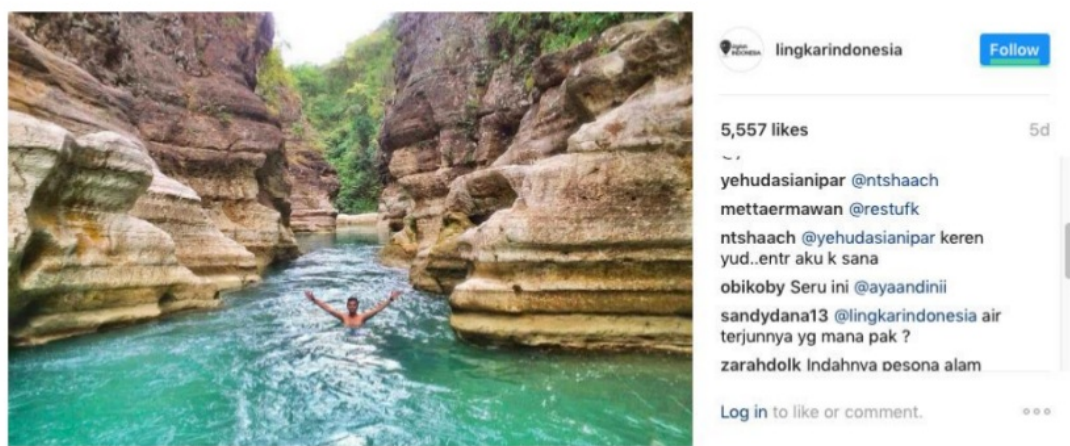 lingkarindonesia
Follow
5,557 likes
5d
yehudasianipar @ntshaach
mettaermawan @restufk
ntshaach @yehudasianipar keren
yud..entr aku k sana
obikoby Seru ini @ayaandinii
sandydana13 @lingkarindonesia air
terjunnya yg mana pak ?
zarahdolk Indahnya pesona alam
Log in to like or comment.